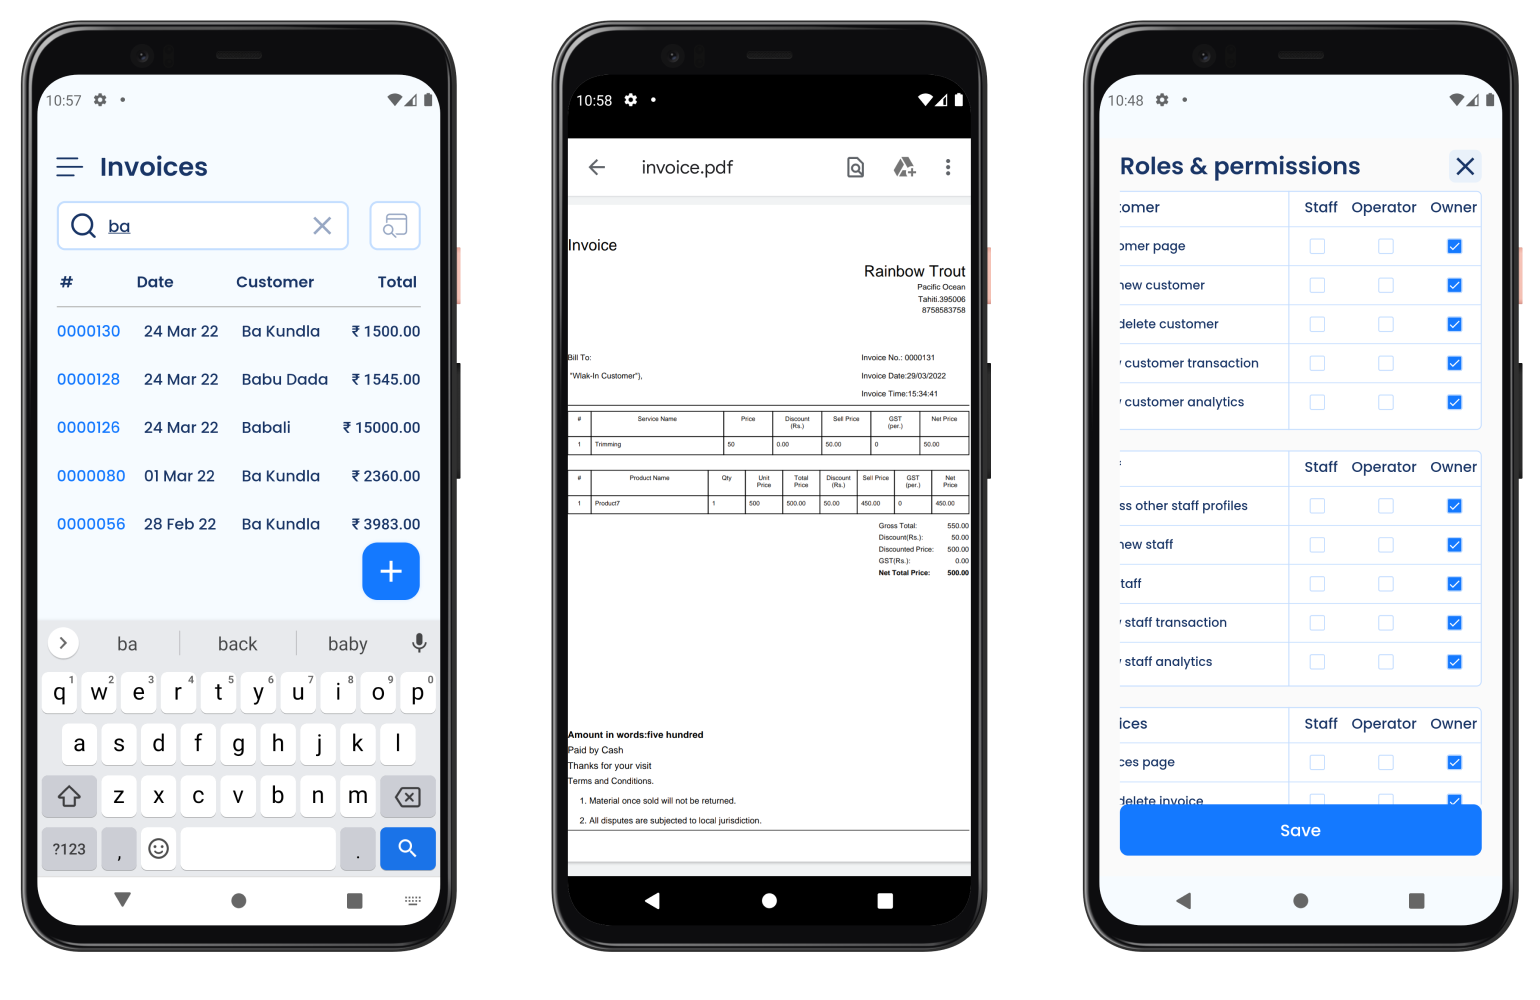 10:57
Invoices
ba
# Date Customer Total
0000130 24 Mar 22 Ba Kundla ₹ 1500.00
0000128 24 Mar 22 Babu Dada ₹ 1545.00
0000126 24 Mar 22 Babali ₹ 15000.00
0000080 01 Mar 22 Ba Kundla ₹ 2360.00
0000056 28 Feb 22 Ba Kundla ₹ 3983.00
+
ba back baby
q1 w2 e3 r4 t5 y6 u7 i8 o9 p0
a s d f g h j k l
z x c v b n m
?123 , .
10:58
invoice.pdf
Invoice
Rainbow Trout
Pacific Ocean
Tahiti.395006
8758583758
Bill To:
"Wlak-In Customer"),
Invoice No.: 0000131
Invoice Date:29/03/2022
Invoice Time:15:34:41
# Service Name Price Discount (Rs.) Sell Price GST (per.) Net Price
1 Trimming 50 0.00 50.00 0 50.00
# Product Name Qty Unit Price Total Price Discount (Rs.) Sell Price GST (per.) Net Price
1 Product7 1 500 500.00 50.00 450.00 0 450.00
Gross Total: 550.00
Discount(Rs.): 50.00
Discounted Price: 500.00
GST(Rs.): 0.00
Net Total Price: 500.00
Amount in words:five hundred
Paid by Cash
Thanks for your visit
Terms and Conditions.
1. Material once sold will not be returned.
2. All disputes are subjected to local jurisdiction.
10:48
Roles & permissions
tomer Staff Operator Owner
omer page
new customer
delete customer
customer transaction
customer analytics
Staff Operator Owner
ss other staff profiles
new staff
taff
staff transaction
staff analytics
ices Staff Operator Owner
ces page
delete invoice
Save